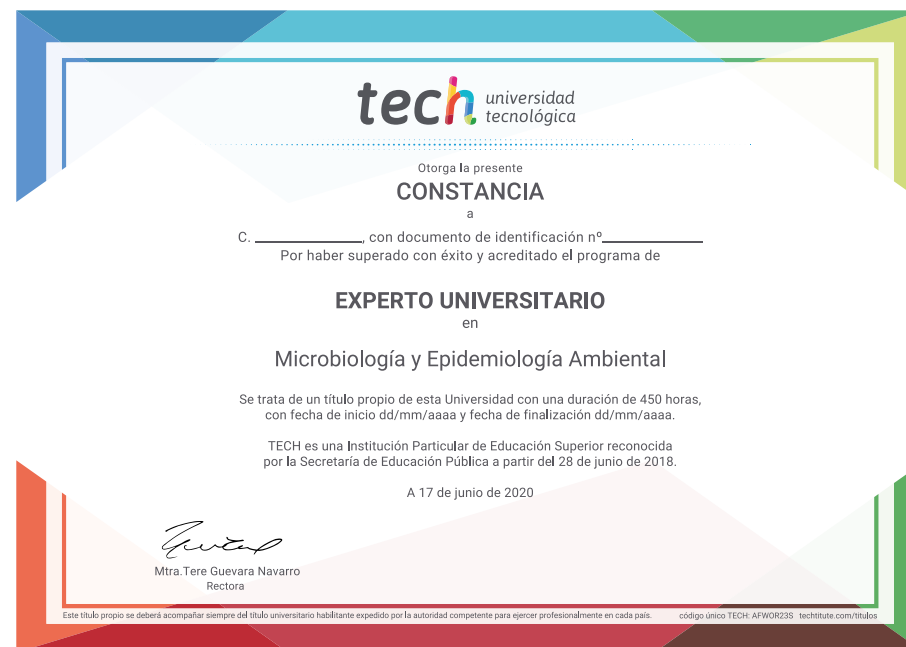 tech universidad
tecnológica
Otorga la presente
CONSTANCIA
a
C. ____________, con documento de identificación nº____________
Por haber superado con éxito y acreditado el programa de
EXPERTO UNIVERSITARIO
en
Microbiología y Epidemiología Ambiental
Se trata de un título propio de esta Universidad con una duración de 450 horas,
con fecha de inicio dd/mm/aaaa y fecha de finalización dd/mm/aaaa.
TECH es una Institución Particular de Educación Superior reconocida
por la Secretaría de Educación Pública a partir del 28 de junio de 2018.
A 17 de junio de 2020
Mtra.Tere Guevara Navarro
Rectora
Este título propio se deberá acompañar siempre del título universitario habilitante expedido por la autoridad competente para ejercer profesionalmente en cada país. código único TECH: AFWOR23S techtitute.com/titulos